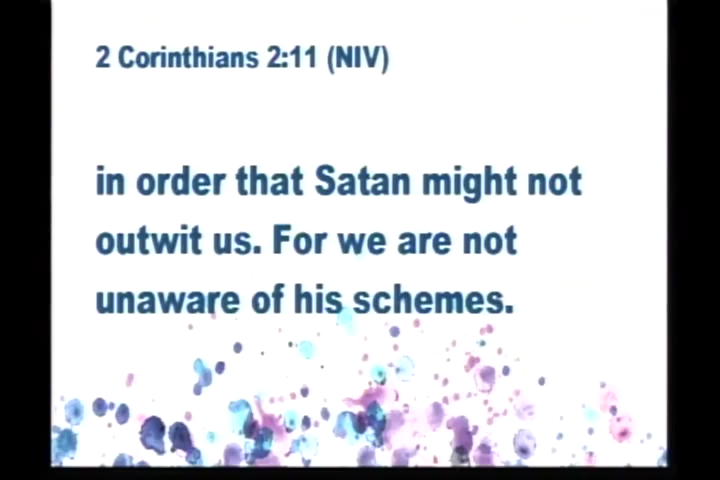 2 Corinthians 2:11 (NIV)
in order that Satan might not
outwit us. For we are not
unaware of his schemes.